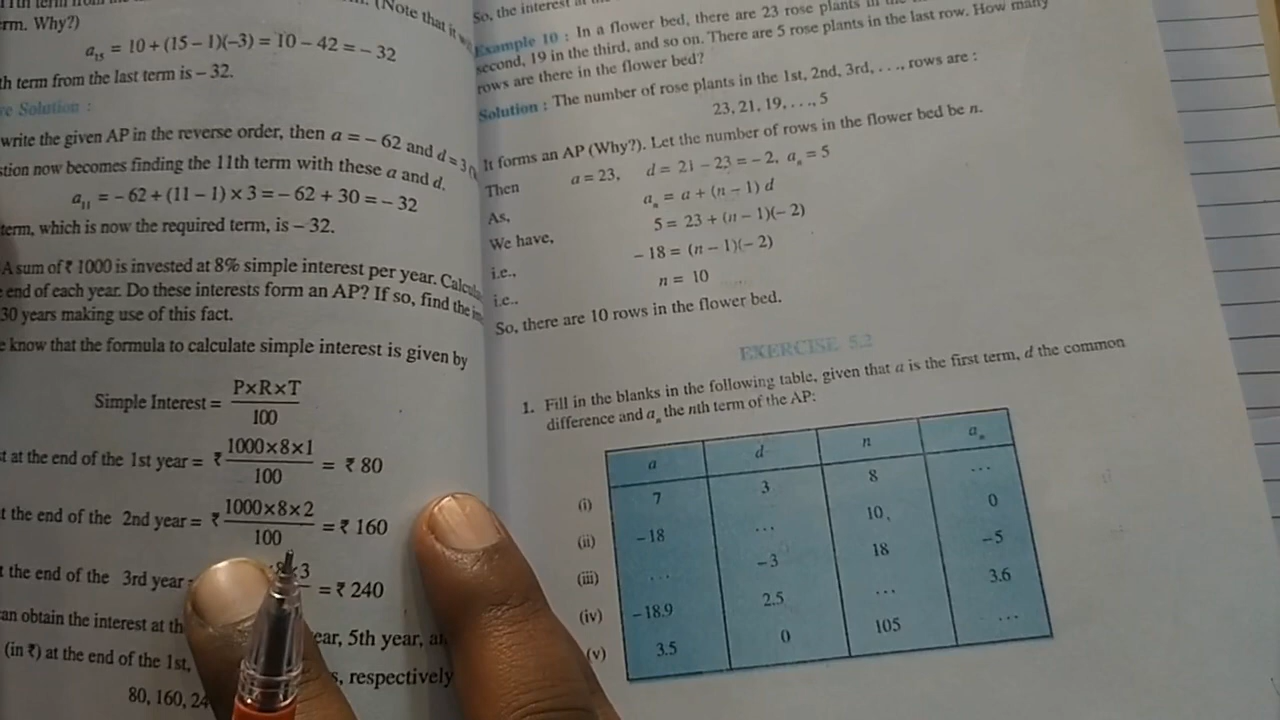 (Note that it
erm. Why?)
a₁₅ = 10 + (15 – 1)(–3) = 10 – 42 = – 32
th term from the last term is – 32.
ve Solution :
write the given AP in the reverse order, then a = – 62 and d = 3
stion now becomes finding the 11th term with these a and d.
a₁₁ = – 62 + (11 – 1) × 3 = – 62 + 30 = – 32
term, which is now the required term, is – 32.
A sum of ₹ 1000 is invested at 8% simple interest per year. Calcula
end of each year. Do these interests form an AP? If so, find the in
30 years making use of this fact.
e know that the formula to calculate simple interest is given by
Simple Interest = P×R×T / 100
t at the end of the 1st year = ₹ 1000×8×1 / 100 = ₹ 80
t the end of the 2nd year = ₹ 1000×8×2 / 100 = ₹ 160
t the end of the 3rd year 8×3 = ₹ 240
an obtain the interest at th ear, 5th year, a
(in ₹) at the end of the 1st, s, respectively
80, 160, 24
So, the interest at
Example 10 : In a flower bed, there are 23 rose plants in the
second, 19 in the third, and so on. There are 5 rose plants in the last row. How many
rows are there in the flower bed?
Solution : The number of rose plants in the 1st, 2nd, 3rd, . . ., rows are :
23, 21, 19, . . ., 5
It forms an AP (Why?). Let the number of rows in the flower bed be n.
Then a = 23, d = 21 – 23 = – 2, aₙ = 5
As, aₙ = a + (n – 1) d
We have, 5 = 23 + (n – 1)(– 2)
i.e., – 18 = (n – 1)(– 2)
i.e., n = 10
So, there are 10 rows in the flower bed.
EXERCISE 5.2
1. Fill in the blanks in the following table, given that a is the first term, d the common
difference and aₙ the nth term of the AP:
a d n aₙ
(i) 7 3 8 . . .
(ii) – 18 . . . 10, 0
(iii) . . . – 3 18 – 5
(iv) – 18.9 2.5 . . . 3.6
(v) 3.5 0 105 . . .